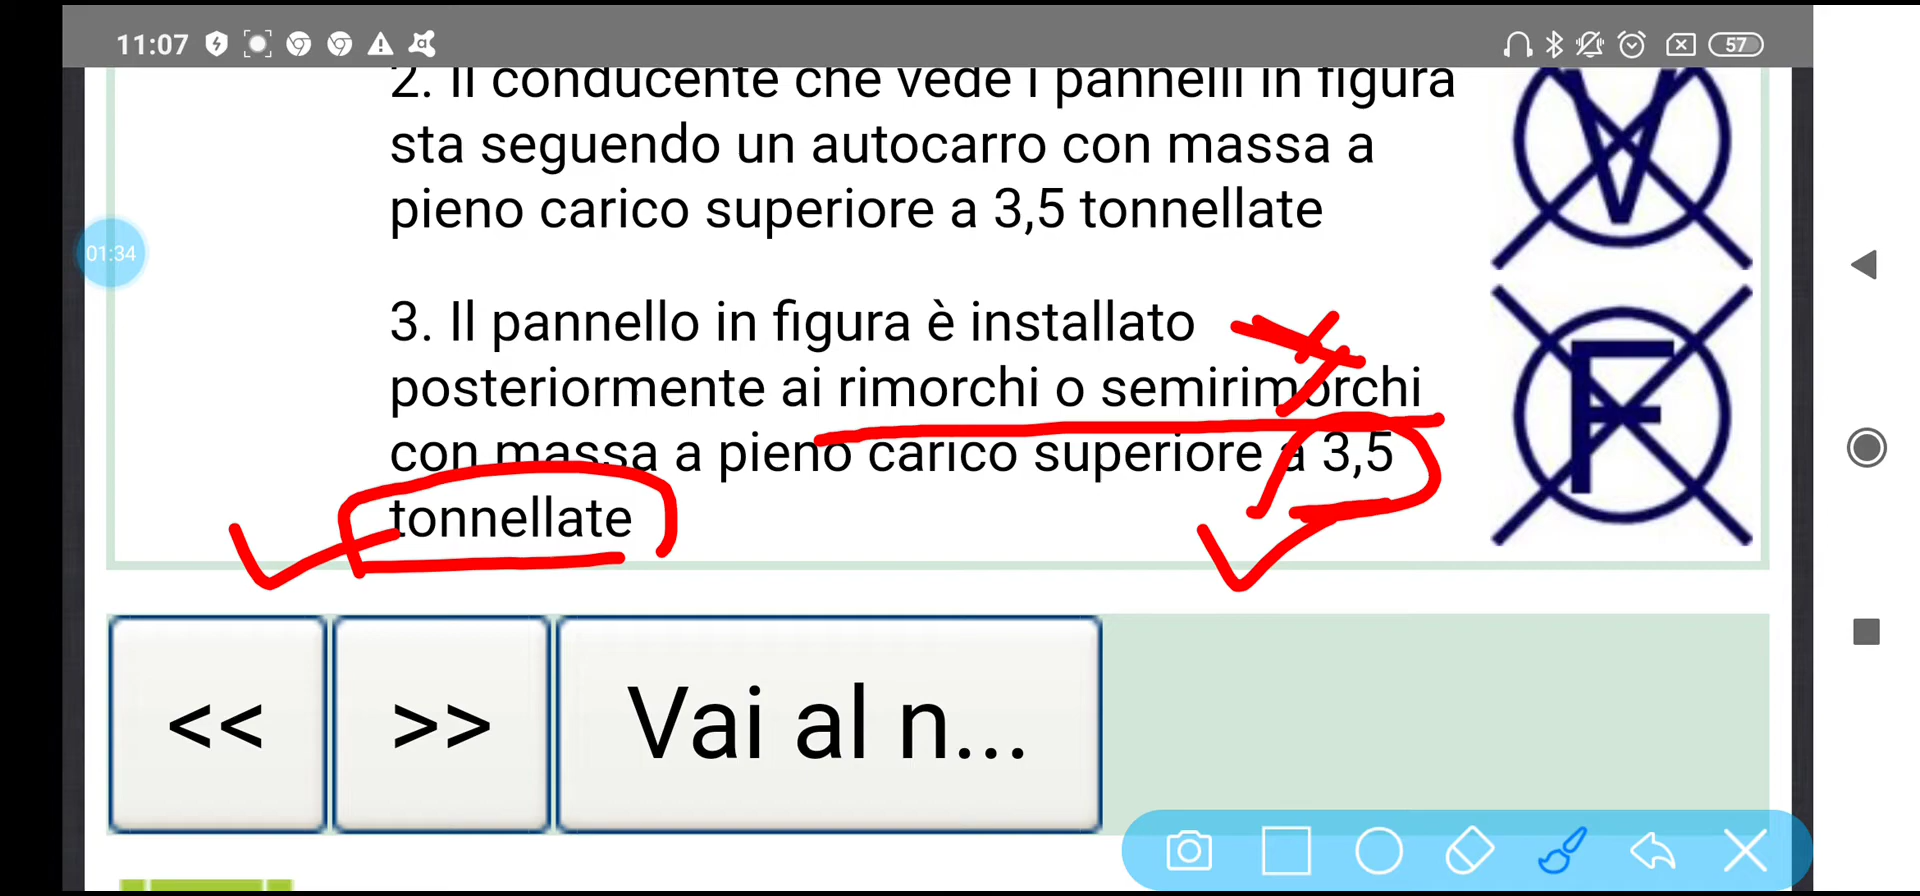 11:07
57
2. Il conducente che vede i pannelli in figura
sta seguendo un autocarro con massa a
pieno carico superiore a 3,5 tonnellate
V
01:34
3. Il pannello in figura è installato
posteriormente ai rimorchi o semirimorchi
con massa a pieno carico superiore a 3,5
tonnellate
F
<<
>>
Vai al n...